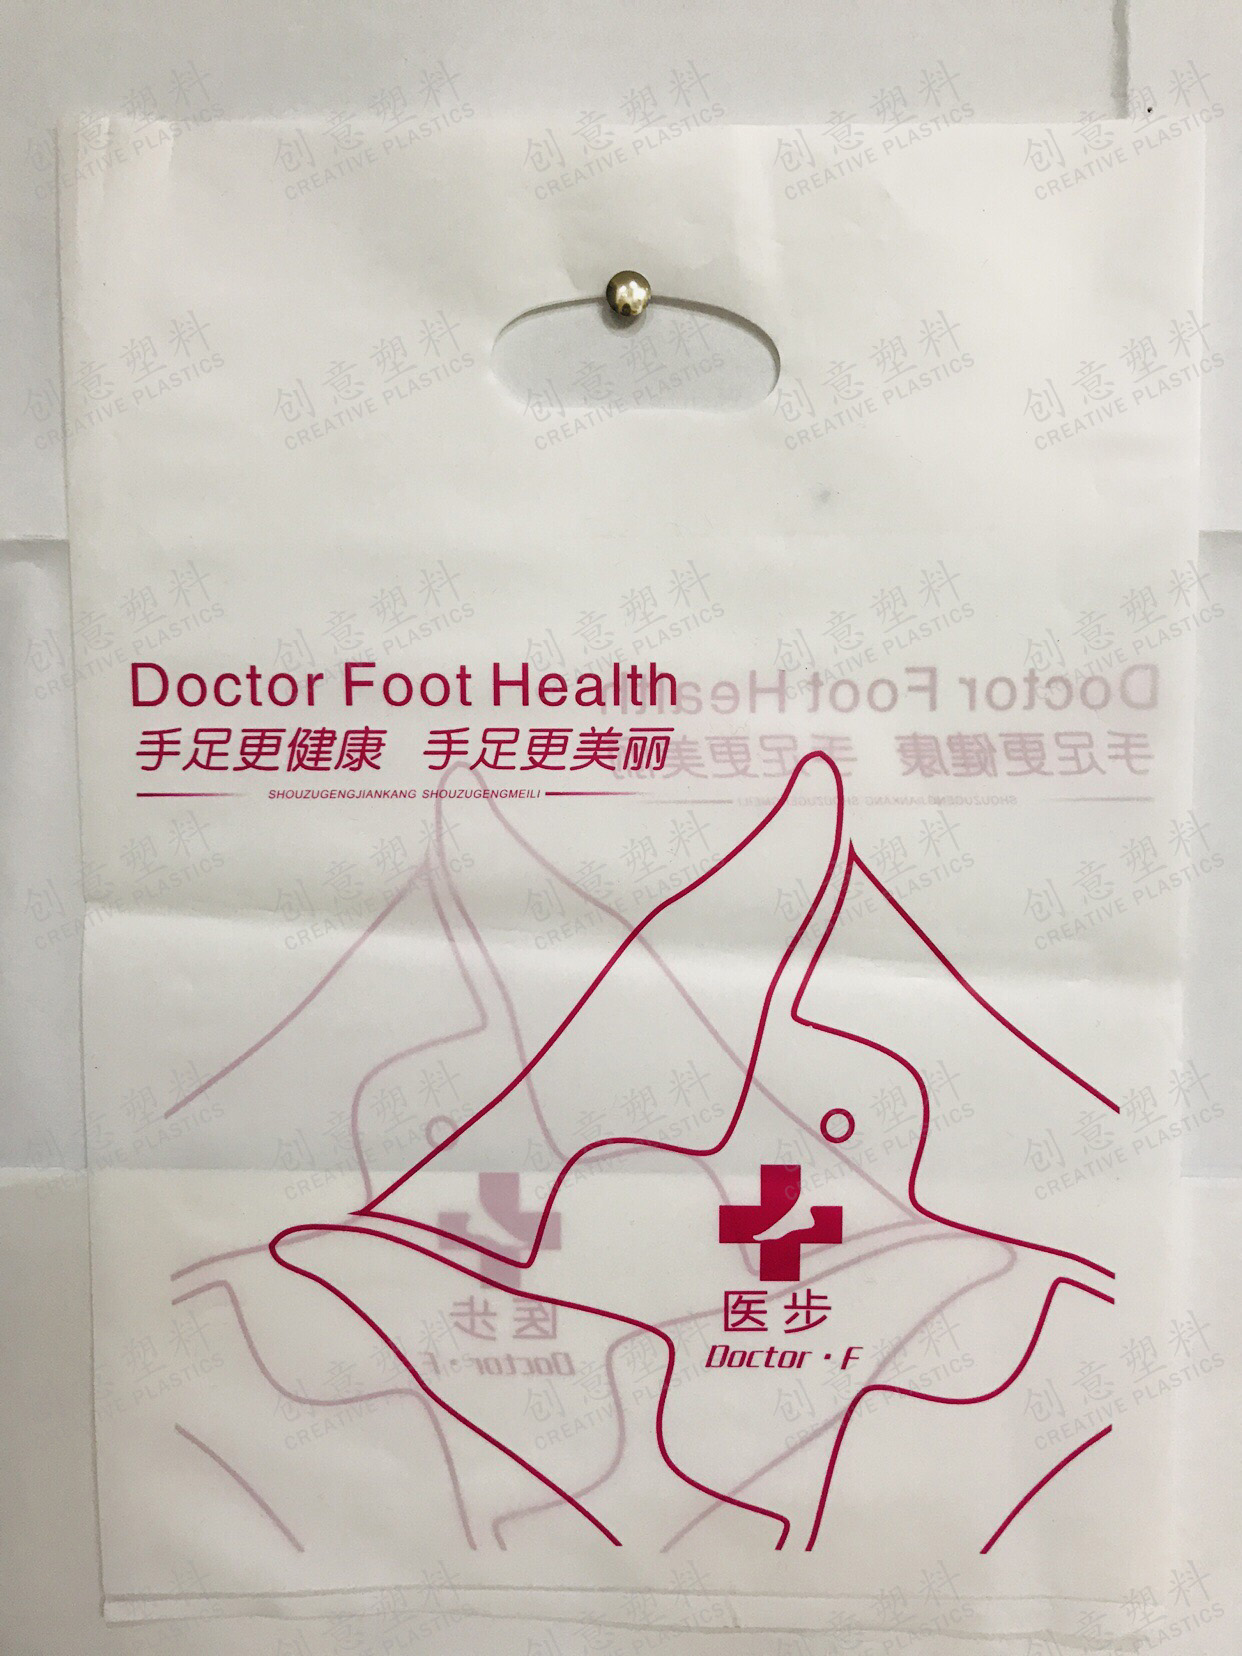 Doctor Foot Health
手足更健康 手足更美丽
SHOUZUGENGJIANKANG SHOUZUGENGMEILI
医步
Doctor·F
创意塑料
CREATIVE PLASTICS